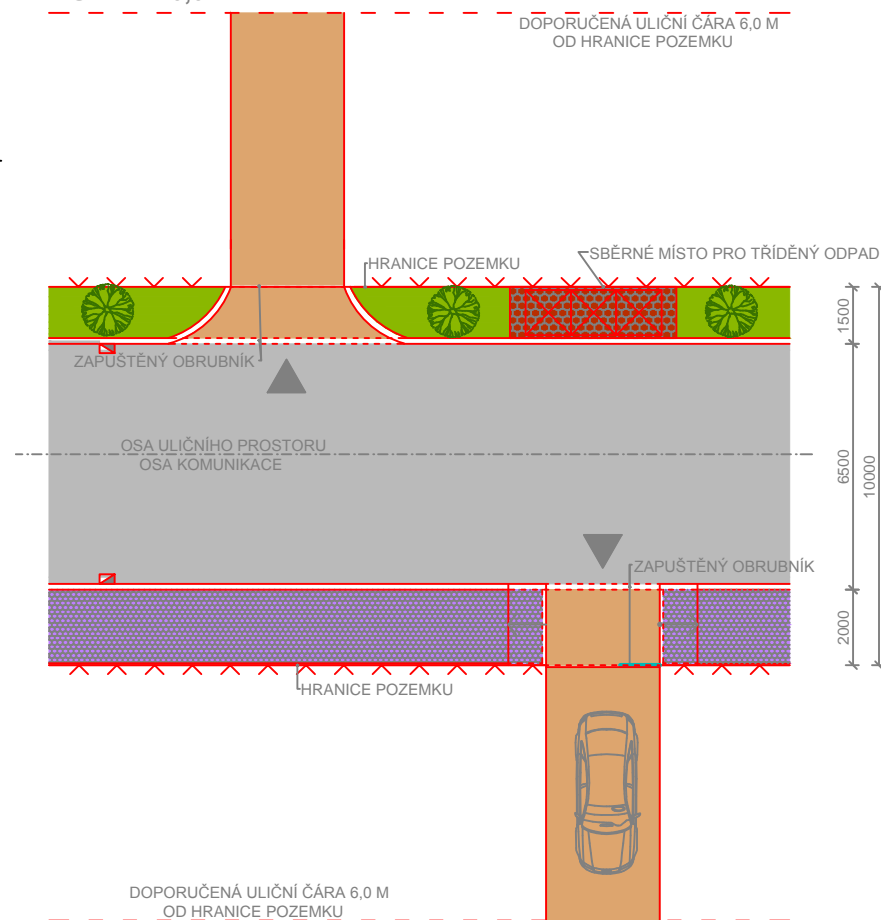 DOPORUČENÁ ULIČNÍ ČÁRA 6,0 M
OD HRANICE POZEMKU
SBĚRNÉ MÍSTO PRO TŘÍDĚNÝ ODPAD
HRANICE POZEMKU
1500
ZAPUŠTĚNÝ OBRUBNÍK
OSA ULIČNÍHO PROSTORU
OSA KOMUNIKACE
6500
10000
ZAPUŠTĚNÝ OBRUBNÍK
2000
HRANICE POZEMKU
DOPORUČENÁ ULIČNÍ ČÁRA 6,0 M
OD HRANICE POZEMKU